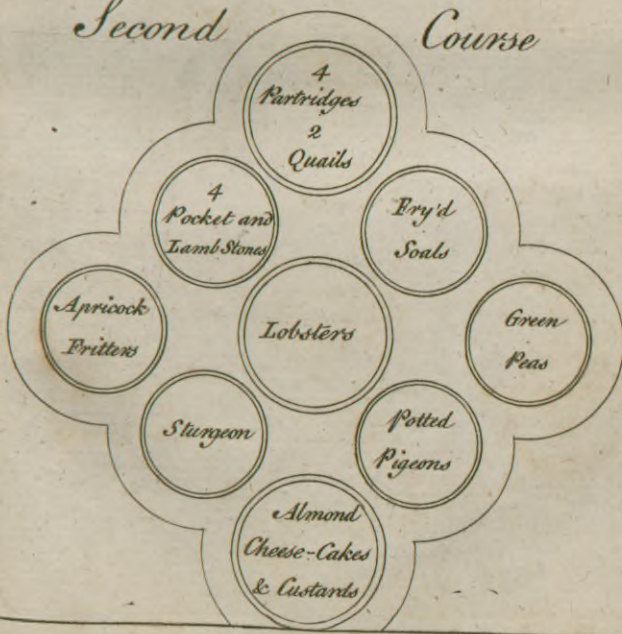 Second Course
4
Partridges
2
Quails
4
Pocket and
Lamb Stones
Fry'd
Soals
Apricock
Fritters
Lobsters
Green
Peas
Sturgeon
Potted
Pigeons
Almond
Cheese-Cakes
& Custards